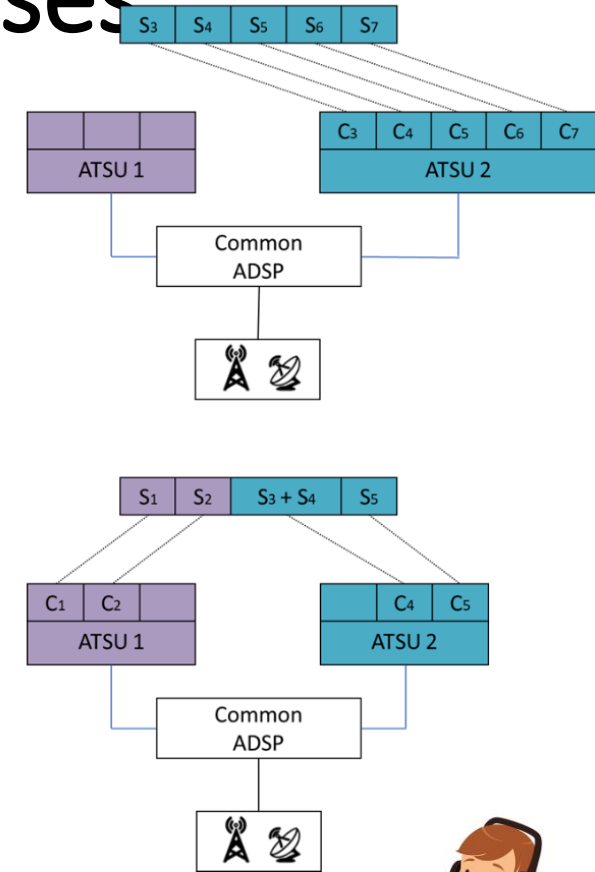 ses
S3 S4 S5 S6 S7
C3 C4 C5 C6 C7
ATSU 1 ATSU 2
Common
ADSP
S1 S2 S3 + S4 S5
C1 C2 C4 C5
ATSU 1 ATSU 2
Common
ADSP